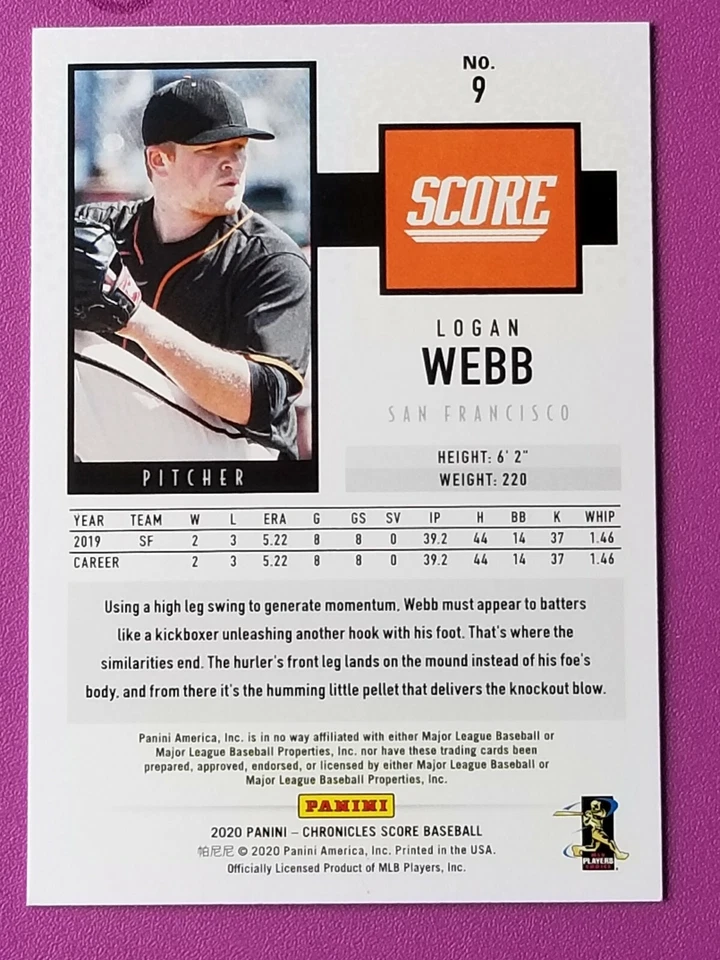 No.
9
SCORE
LOGAN
WEBB
SAN FRANCISCO
PITCHER
HEIGHT: 6' 2"
WEIGHT: 220
YEAR TEAM W L ERA G GS SV IP H BB K WHIP
2019 SF 2 3 5.22 8 8 0 39.2 44 14 37 1.46
CAREER 2 3 5.22 8 8 0 39.2 44 14 37 1.46
Using a high leg swing to generate momentum, Webb must appear to batters
like a kickboxer unleashing another hook with his foot. That's where the
similarities end. The hurler's front leg lands on the mound instead of his foe's
body, and from there it's the humming little pellet that delivers the knockout blow.
Panini America, Inc. is in no way affiliated with either Major League Baseball or
Major League Baseball Properties, Inc. nor have these trading cards been
prepared, approved, endorsed, or licensed by either Major League Baseball or
Major League Baseball Properties, Inc.
PANINI
2020 PANINI – CHRONICLES SCORE BASEBALL
帕尼尼 © 2020 Panini America, Inc. Printed in the USA.
Officially Licensed Product of MLB Players, Inc.
MLB
PLAYERS
CHOICE